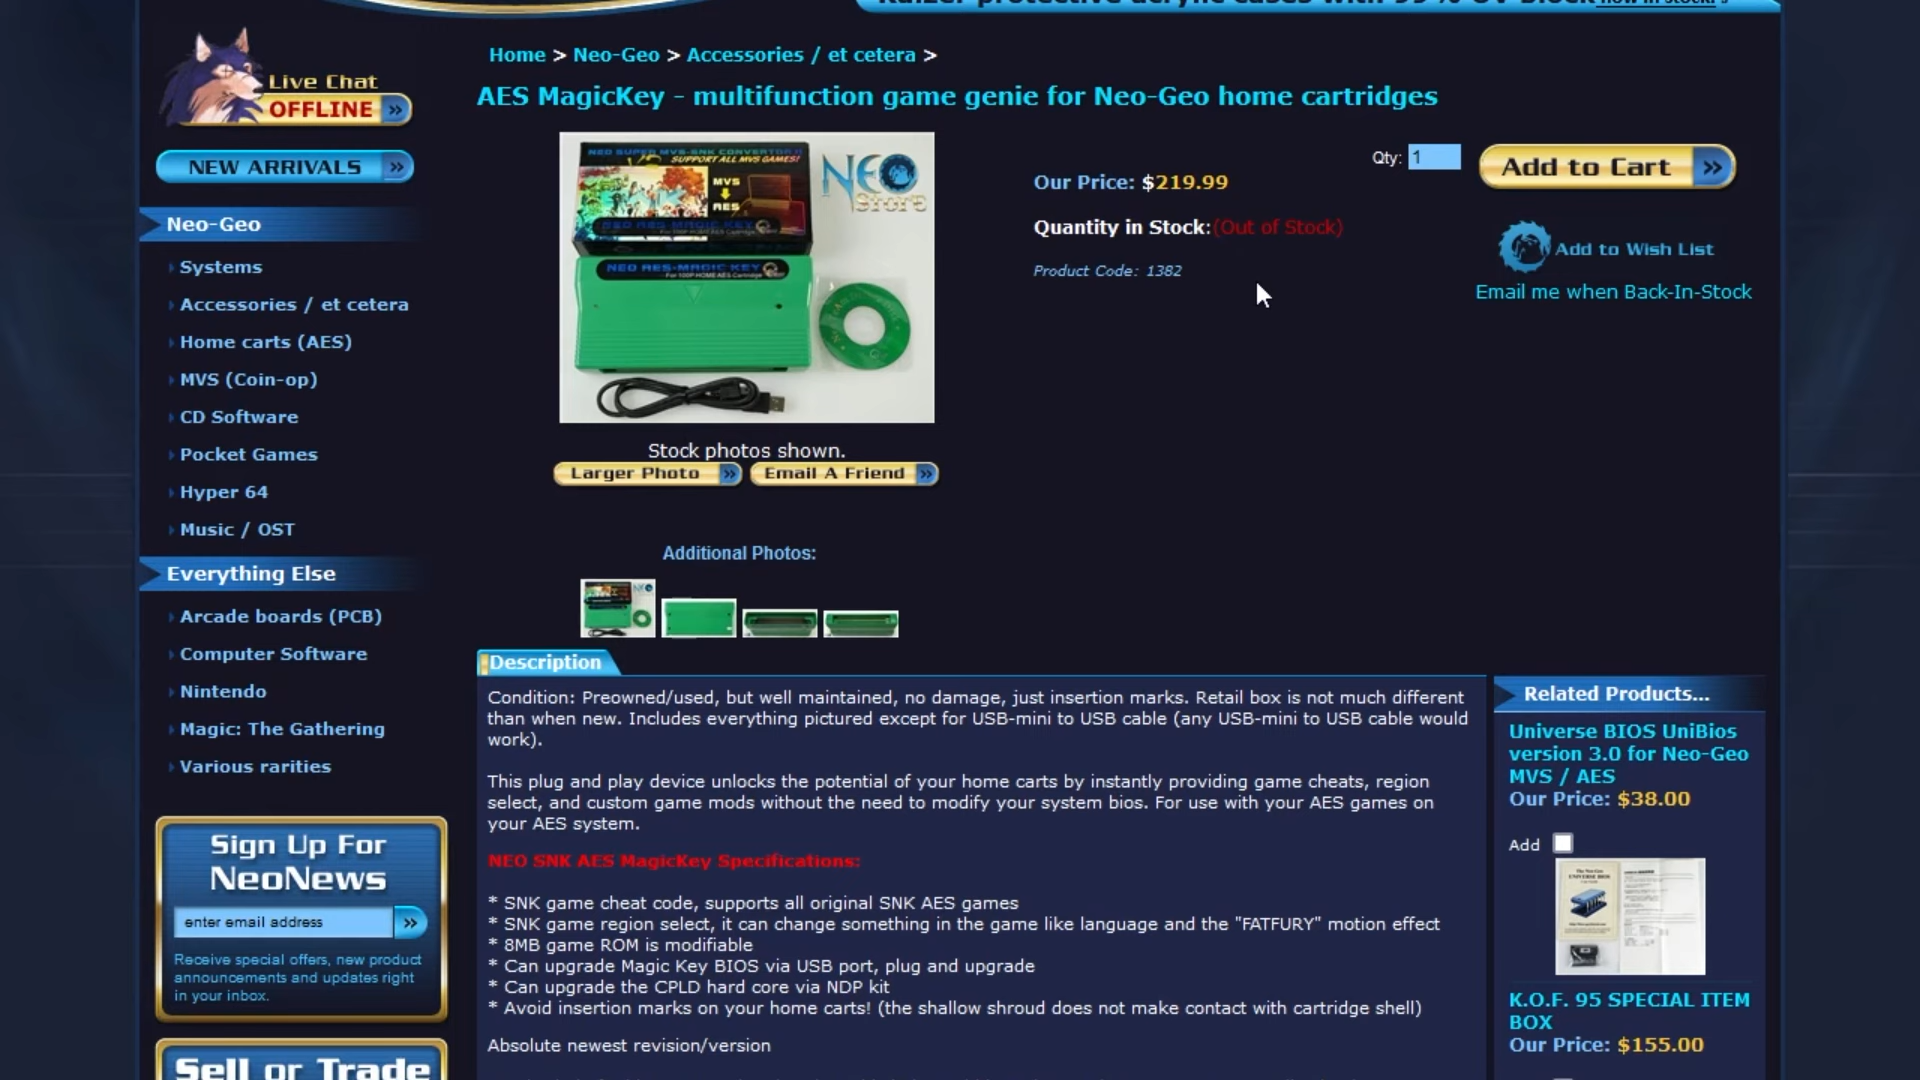 Kaizer protective acrylic cases with 99% UV block now in stock!
Home > Neo-Geo > Accessories / et cetera >
AES MagicKey - multifunction game genie for Neo-Geo home cartridges
Live Chat
OFFLINE
NEW ARRIVALS
Neo-Geo
Systems
Accessories / et cetera
Home carts (AES)
MVS (Coin-op)
CD Software
Pocket Games
Hyper 64
Music / OST
Everything Else
Arcade boards (PCB)
Computer Software
Nintendo
Magic: The Gathering
Various rarities
Sign Up For
NeoNews
enter email address
Receive special offers, new product
announcements and updates right
in your inbox.
Sell or Trade
NEO SUPER MVS-SNK CONVERTOR II
SUPPORT ALL MVS GAMES!
MVS
AES
NEO AES MAGIC KEY
NEO AES-MAGIC KEY
For 100P HOME AES Cartridge
NEO
Store
Stock photos shown.
Larger Photo
Email A Friend
Additional Photos:
Qty: 1
Add to Cart
Our Price: $219.99
Quantity in Stock:(Out of Stock)
Product Code: 1382
Add to Wish List
Email me when Back-In-Stock
Description
Condition: Preowned/used, but well maintained, no damage, just insertion marks. Retail box is not much different
than when new. Includes everything pictured except for USB-mini to USB cable (any USB-mini to USB cable would
work).
This plug and play device unlocks the potential of your home carts by instantly providing game cheats, region
select, and custom game mods without the need to modify your system bios. For use with your AES games on
your AES system.
NEO SNK AES MagicKey Specifications:
* SNK game cheat code, supports all original SNK AES games
* SNK game region select, it can change something in the game like language and the "FATFURY" motion effect
* 8MB game ROM is modifiable
* Can upgrade Magic Key BIOS via USB port, plug and upgrade
* Can upgrade the CPLD hard core via NDP kit
* Avoid insertion marks on your home carts! (the shallow shroud does not make contact with cartridge shell)
Absolute newest revision/version
Related Products...
Universe BIOS UniBios
version 3.0 for Neo-Geo
MVS / AES
Our Price: $38.00
Add
K.O.F. 95 SPECIAL ITEM
BOX
Our Price: $155.00